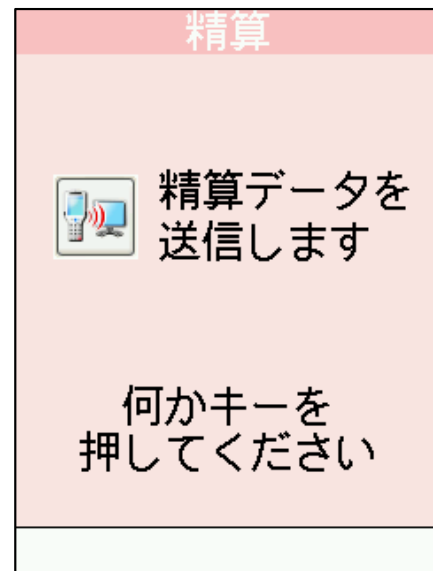 精算
精算データを
送信します
何かキーを
押してください